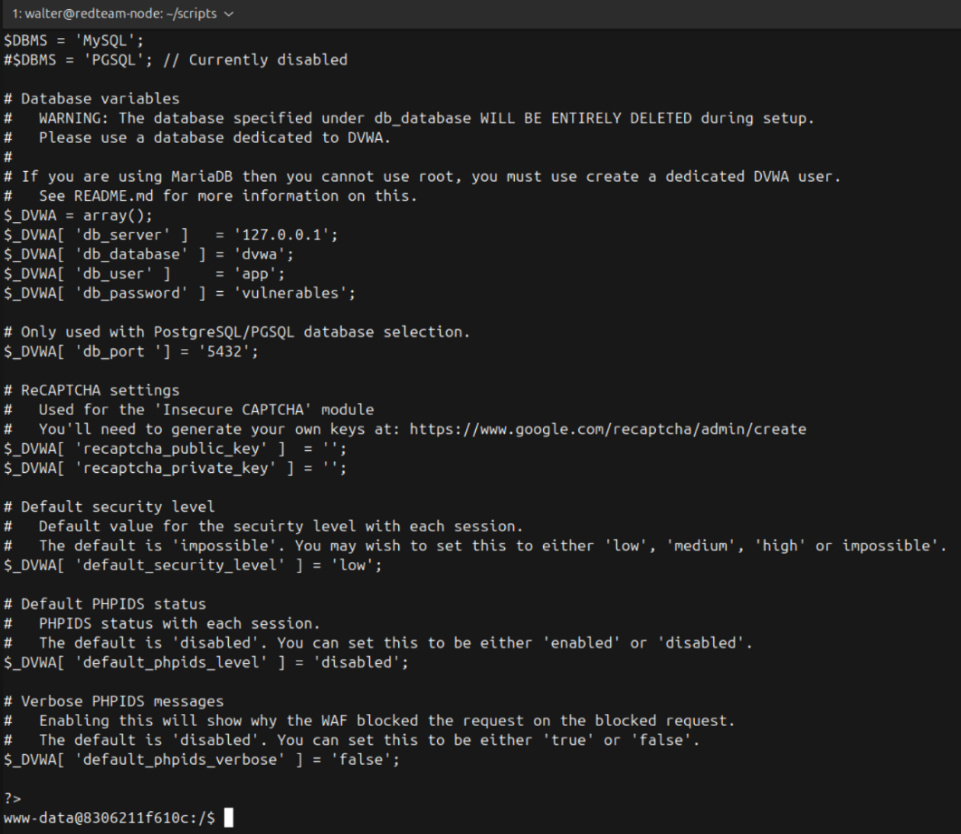 1: walter@redteam-node: ~/scripts
$DBMS = 'MySQL';
#$DBMS = 'PGSQL'; // Currently disabled

# Database variables
#   WARNING: The database specified under db_database WILL BE ENTIRELY DELETED during setup.
#   Please use a database dedicated to DVWA.
#
# If you are using MariaDB then you cannot use root, you must use create a dedicated DVWA user.
#   See README.md for more information on this.
$_DVWA = array();
$_DVWA[ 'db_server' ]   = '127.0.0.1';
$_DVWA[ 'db_database' ] = 'dvwa';
$_DVWA[ 'db_user' ]     = 'app';
$_DVWA[ 'db_password' ] = 'vulnerables';

# Only used with PostgreSQL/PGSQL database selection.
$_DVWA[ 'db_port '] = '5432';

# ReCAPTCHA settings
#   Used for the 'Insecure CAPTCHA' module
#   You'll need to generate your own keys at: https://www.google.com/recaptcha/admin/create
$_DVWA[ 'recaptcha_public_key' ]  = '';
$_DVWA[ 'recaptcha_private_key' ] = '';

# Default security level
#   Default value for the secuirty level with each session.
#   The default is 'impossible'. You may wish to set this to either 'low', 'medium', 'high' or impossible'.
$_DVWA[ 'default_security_level' ] = 'low';

# Default PHPIDS status
#   PHPIDS status with each session.
#   The default is 'disabled'. You can set this to be either 'enabled' or 'disabled'.
$_DVWA[ 'default_phpids_level' ] = 'disabled';

# Verbose PHPIDS messages
#   Enabling this will show why the WAF blocked the request on the blocked request.
#   The default is 'disabled'. You can set this to be either 'true' or 'false'.
$_DVWA[ 'default_phpids_verbose' ] = 'false';

?>
www-data@8306211f610c:/$